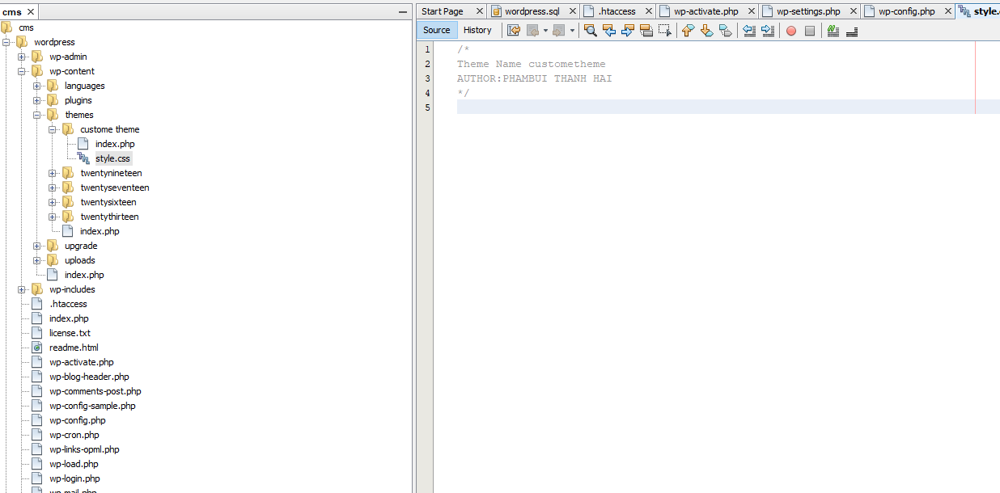 cms
cms
wordpress
wp-admin
wp-content
languages
plugins
themes
custome theme
index.php
style.css
twentynineteen
twentyseventeen
twentysixteen
twentythirteen
index.php
upgrade
uploads
index.php
wp-includes
.htaccess
index.php
license.txt
readme.html
wp-activate.php
wp-blog-header.php
wp-comments-post.php
wp-config-sample.php
wp-config.php
wp-cron.php
wp-links-opml.php
wp-load.php
wp-login.php
wp-mail.php
Start Page wordpress.sql .htaccess wp-activate.php wp-settings.php wp-config.php style.
Source History
1 /*
2 Theme Name custometheme
3 AUTHOR:PHAMBUI THANH HAI
4 */
5